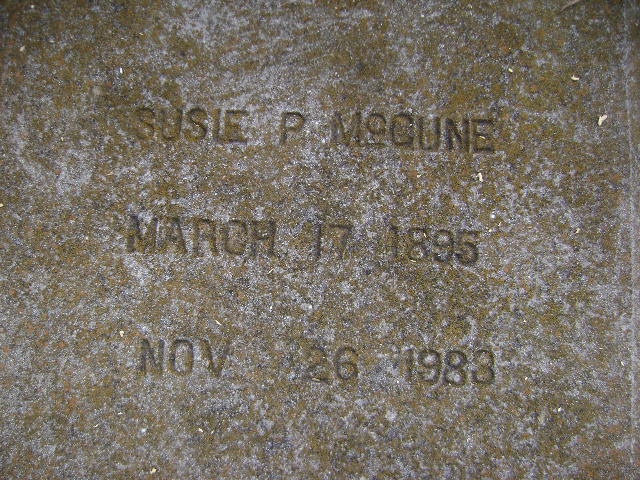 SUSIE P. McCUNE
MARCH 17 1895
NOV 26 1983